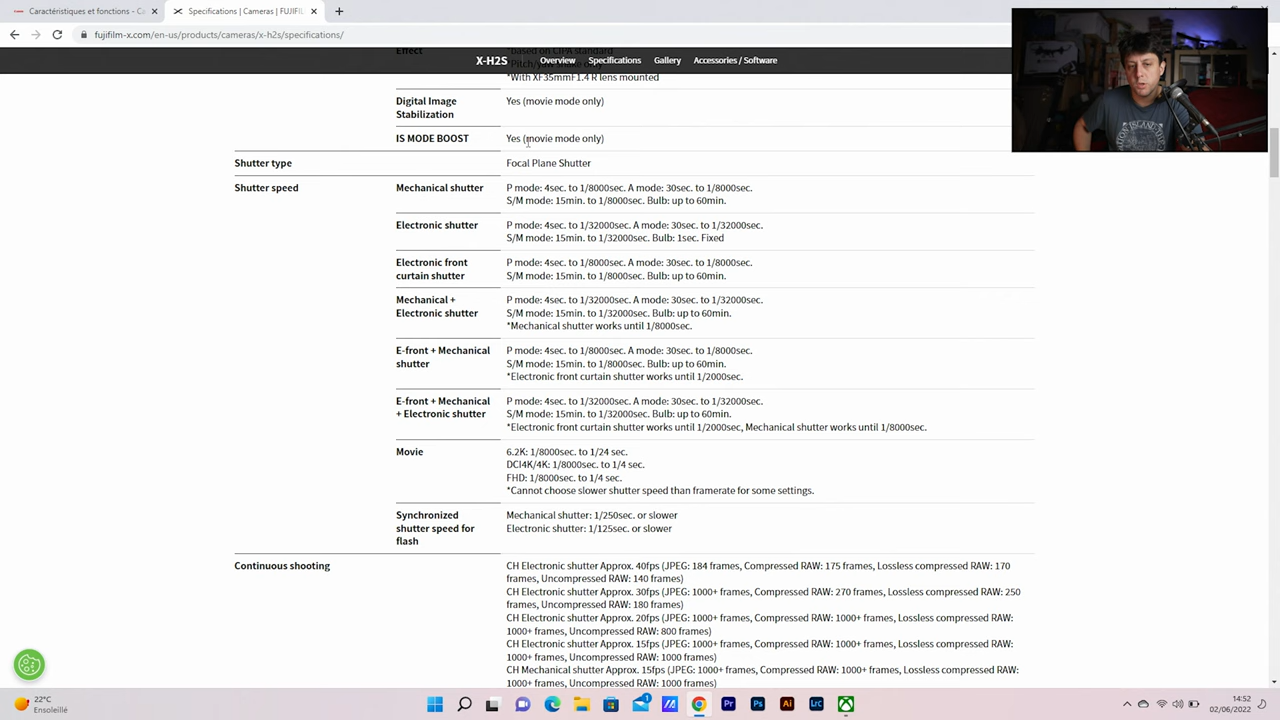 Caractéristiques et fonctions - C
Specifications | Cameras | FUJIFIL
fujifilm-x.com/en-us/products/cameras/x-h2s/specifications/
Effect
*based on CIPA standard
X-H2S
Overview
Specifications
Gallery
Accessories / Software
*With XF35mmF1.4 R lens mounted
Digital Image
Stabilization
Yes (movie mode only)
IS MODE BOOST
Yes (movie mode only)
Shutter type
Focal Plane Shutter
Shutter speed
Mechanical shutter
P mode: 4sec. to 1/8000sec. A mode: 30sec. to 1/8000sec.
S/M mode: 15min. to 1/8000sec. Bulb: up to 60min.
Electronic shutter
P mode: 4sec. to 1/32000sec. A mode: 30sec. to 1/32000sec.
S/M mode: 15min. to 1/32000sec. Bulb: 1sec. Fixed
Electronic front
curtain shutter
P mode: 4sec. to 1/8000sec. A mode: 30sec. to 1/8000sec.
S/M mode: 15min. to 1/8000sec. Bulb: up to 60min.
Mechanical +
Electronic shutter
P mode: 4sec. to 1/32000sec. A mode: 30sec. to 1/32000sec.
S/M mode: 15min. to 1/32000sec. Bulb: up to 60min.
*Mechanical shutter works until 1/8000sec.
E-front + Mechanical
shutter
P mode: 4sec. to 1/8000sec. A mode: 30sec. to 1/8000sec.
S/M mode: 15min. to 1/8000sec. Bulb: up to 60min.
*Electronic front curtain shutter works until 1/2000sec.
E-front + Mechanical
+ Electronic shutter
P mode: 4sec. to 1/32000sec. A mode: 30sec. to 1/32000sec.
S/M mode: 15min. to 1/32000sec. Bulb: up to 60min.
*Electronic front curtain shutter works until 1/2000sec, Mechanical shutter works until 1/8000sec.
Movie
6.2K: 1/8000sec. to 1/24 sec.
DCI4K/4K: 1/8000sec. to 1/4 sec.
FHD: 1/8000sec. to 1/4 sec.
*Cannot choose slower shutter speed than framerate for some settings.
Synchronized
shutter speed for
flash
Mechanical shutter: 1/250sec. or slower
Electronic shutter: 1/125sec. or slower
Continuous shooting
CH Electronic shutter Approx. 40fps (JPEG: 184 frames, Compressed RAW: 175 frames, Lossless compressed RAW: 170
frames, Uncompressed RAW: 140 frames)
CH Electronic shutter Approx. 30fps (JPEG: 1000+ frames, Compressed RAW: 270 frames, Lossless compressed RAW: 250
frames, Uncompressed RAW: 180 frames)
CH Electronic shutter Approx. 20fps (JPEG: 1000+ frames, Compressed RAW: 1000+ frames, Lossless compressed RAW:
1000+ frames, Uncompressed RAW: 800 frames)
CH Electronic shutter Approx. 15fps (JPEG: 1000+ frames, Compressed RAW: 1000+ frames, Lossless compressed RAW:
1000+ frames, Uncompressed RAW: 1000 frames)
CH Mechanical shutter Approx. 15fps (JPEG: 1000+ frames, Compressed RAW: 1000+ frames, Lossless compressed RAW:
1000+ frames, Uncompressed RAW: 1000 frames)
22°C
Ensoleillé
1
Pr
Ps
Ai
Lrc
14:52
02/06/2022